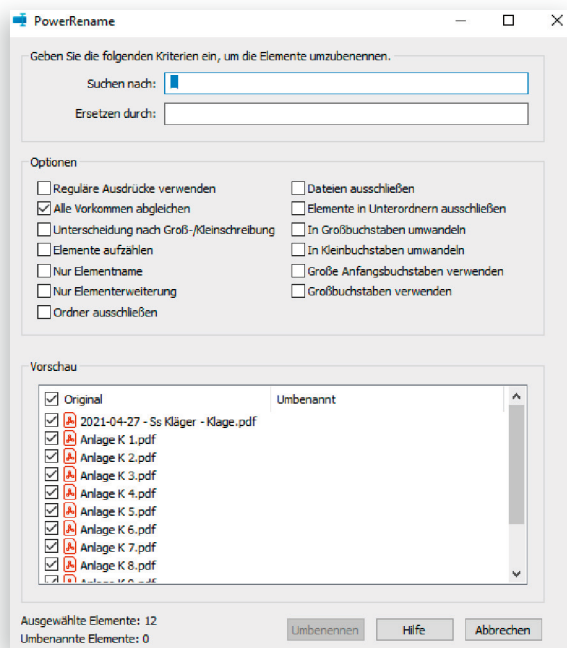 PowerRename
Geben Sie die folgenden Kriterien ein, um die Elemente umzubenennen.
Suchen nach:
Ersetzen durch:
Optionen
Reguläre Ausdrücke verwenden
Dateien ausschließen
Alle Vorkommen abgleichen
Elemente in Unterordnern ausschließen
Unterscheidung nach Groß-/Kleinschreibung
In Großbuchstaben umwandeln
Elemente aufzählen
In Kleinbuchstaben umwandeln
Nur Elementname
Große Anfangsbuchstaben verwenden
Nur Elementerweiterung
Großbuchstaben verwenden
Ordner ausschließen
Vorschau
Original Umbenannt
2021-04-27 - Ss Kläger - Klage.pdf
Anlage K 1.pdf
Anlage K 2.pdf
Anlage K 3.pdf
Anlage K 4.pdf
Anlage K 5.pdf
Anlage K 6.pdf
Anlage K 7.pdf
Anlage K 8.pdf
Anlage K 9.pdf
Ausgewählte Elemente: 12
Umbenannte Elemente: 0
Umbenennen Hilfe Abbrechen